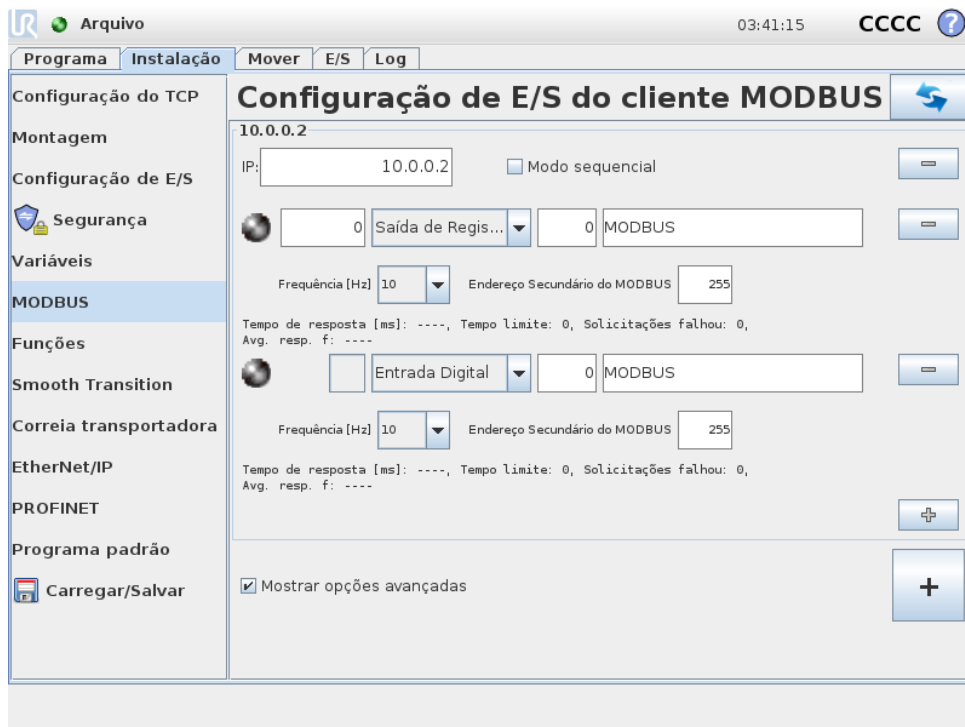 UR Arquivo 03:41:15 CCCC ?
Programa Instalação Mover E/S Log
Configuração do TCP
Montagem
Configuração de E/S
Segurança
Variáveis
MODBUS
Funções
Smooth Transition
Correia transportadora
EtherNet/IP
PROFINET
Programa padrão
Carregar/Salvar
Configuração de E/S do cliente MODBUS
10.0.0.2
IP: 10.0.0.2 Modo sequencial
0 Saída de Regis... 0 MODBUS
Frequência [Hz] 10 Endereço Secundário do MODBUS 255
Tempo de resposta [ms]: ----, Tempo limite: 0, Solicitações falhou: 0,
Avg. resp. f: ----
Entrada Digital 0 MODBUS
Frequência [Hz] 10 Endereço Secundário do MODBUS 255
Tempo de resposta [ms]: ----, Tempo limite: 0, Solicitações falhou: 0,
Avg. resp. f: ----
Mostrar opções avançadas